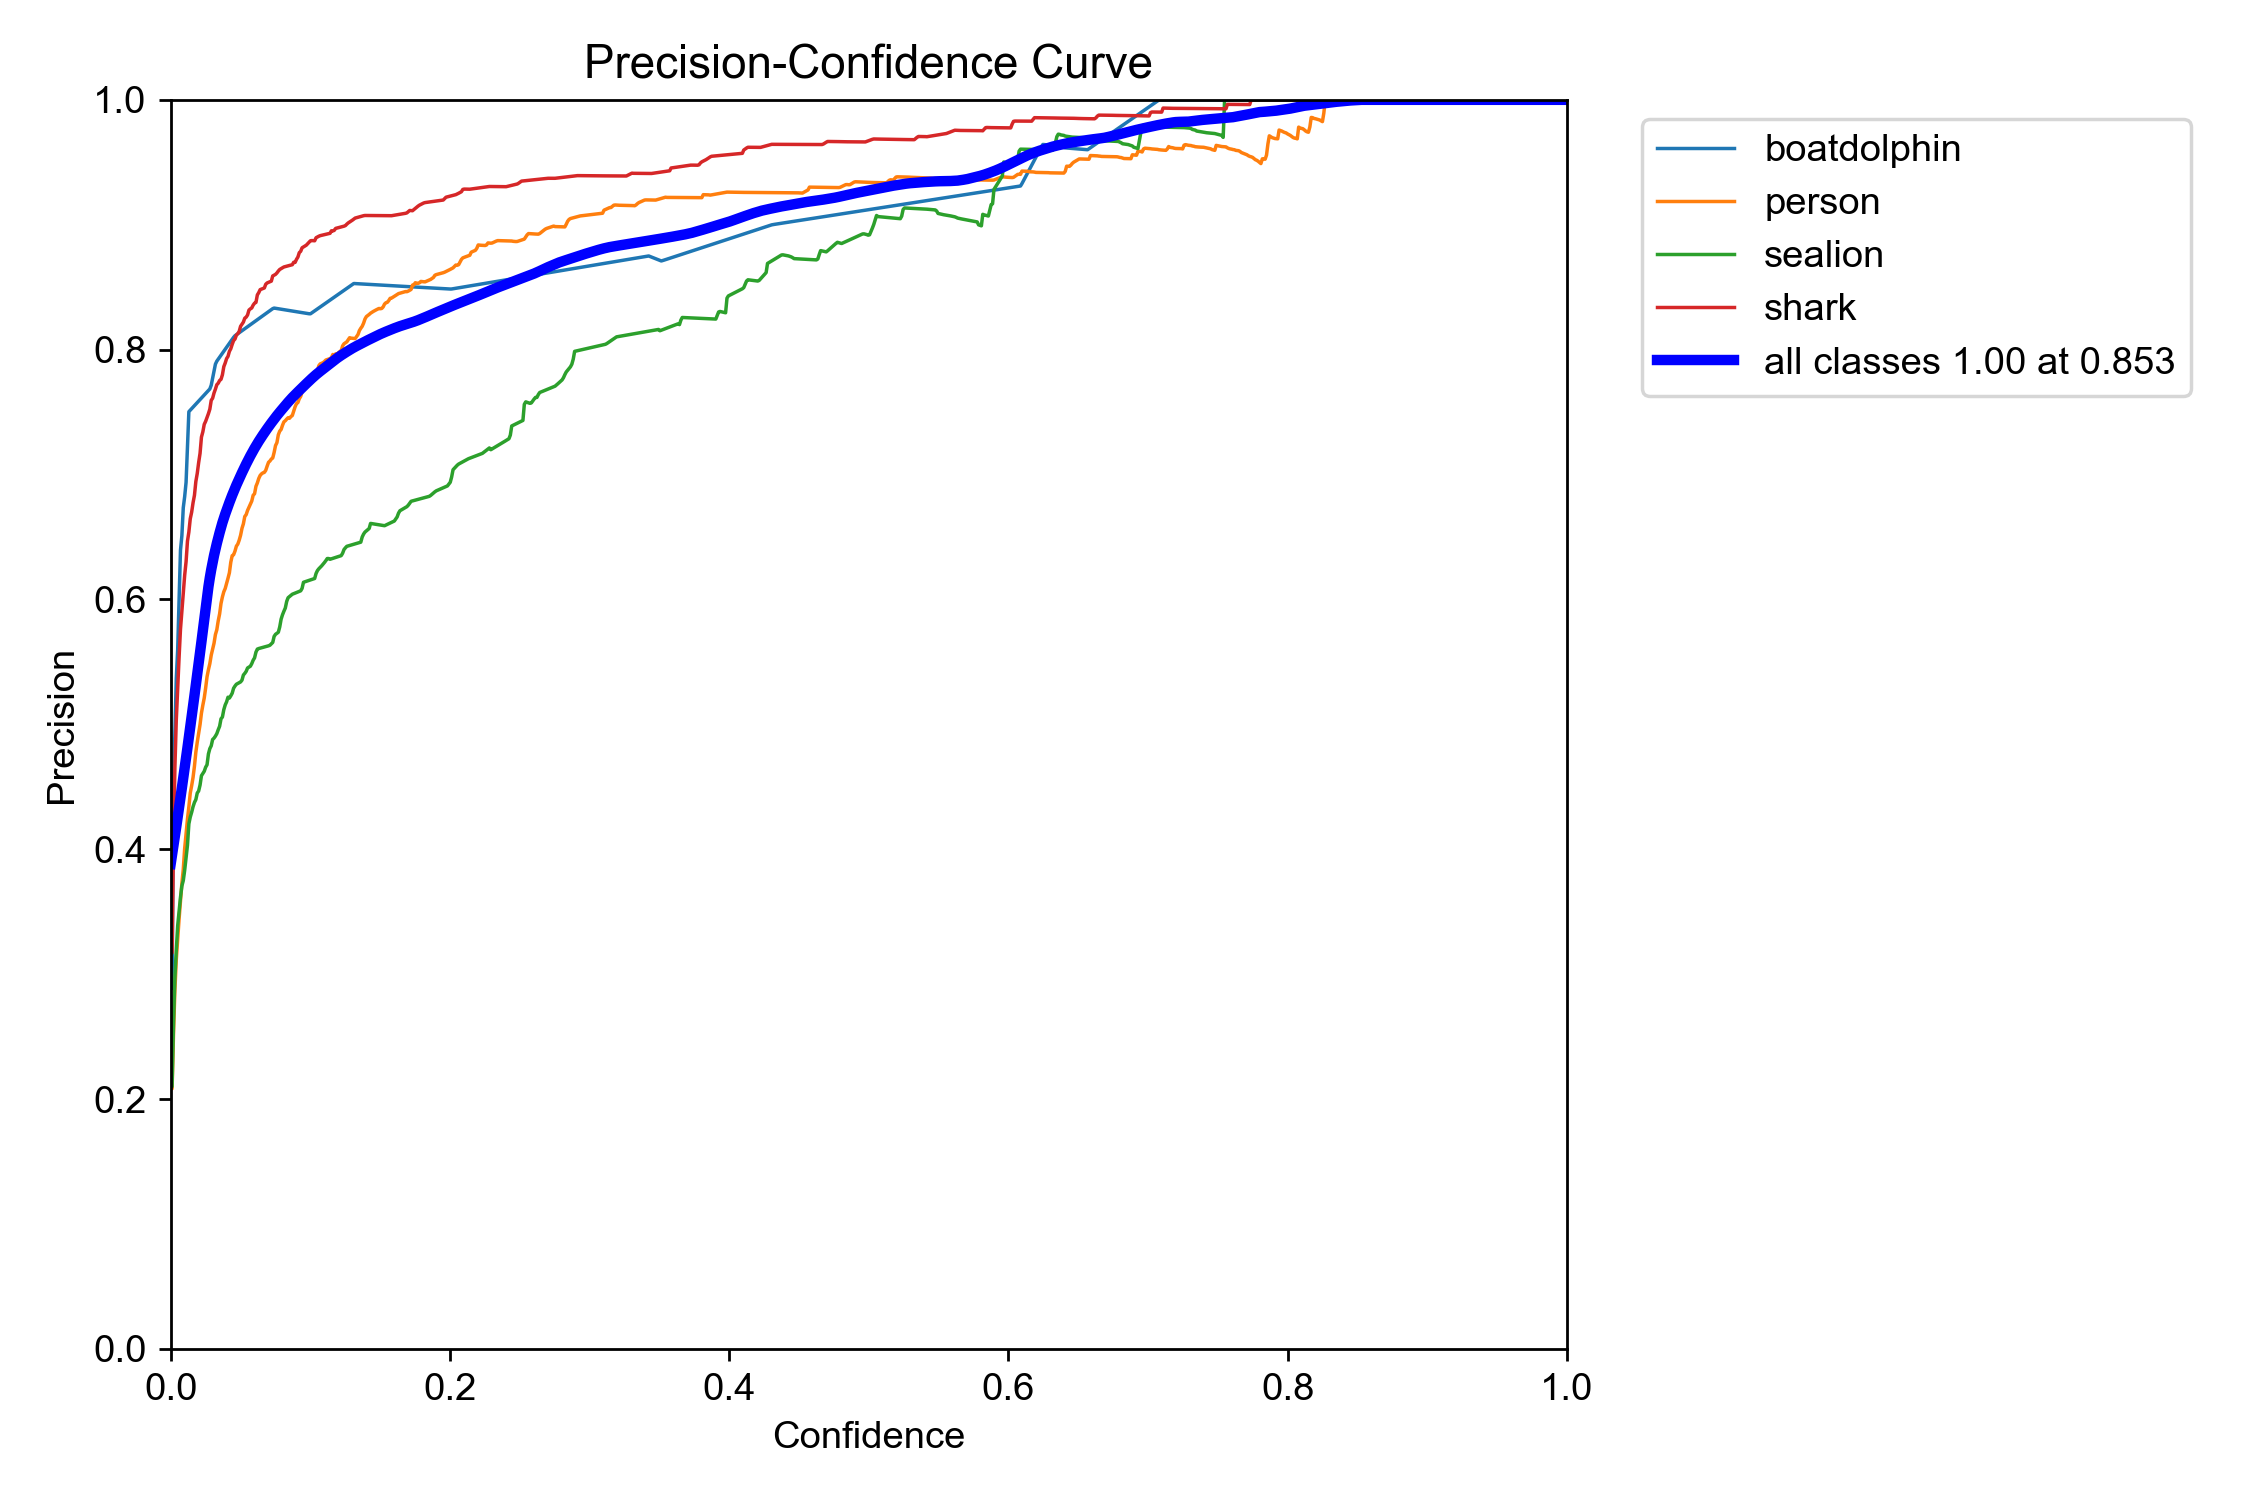 Precision-Confidence Curve
1.0
0.8
0.6
0.4
0.2
0.0
Precision
0.0 0.2 0.4 0.6 0.8 1.0
Confidence
boatdolphin
person
sealion
shark
all classes 1.00 at 0.853